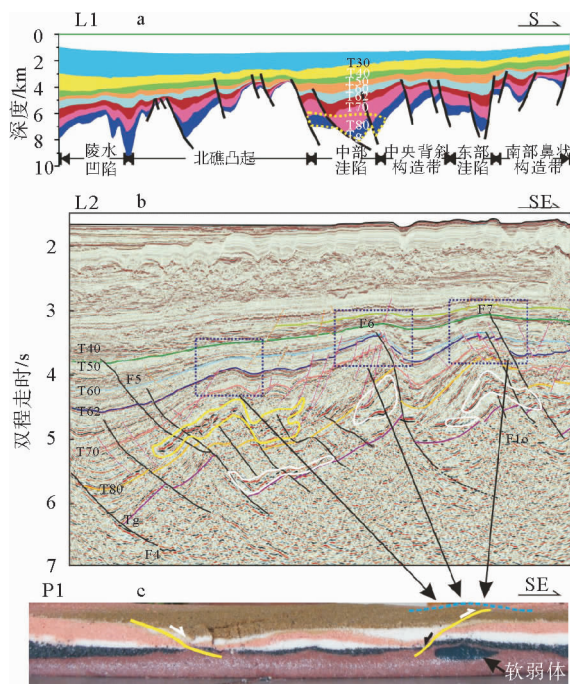 L1 a S
0
2
4
6
8
10
深度/km
T30
T40
T50
T60
T62
T70
T80
陵水
凹陷
北礁凸起
中部
洼陷
中央背斜
构造带
东部
洼陷
南部鼻状
构造带
L2 b SE
2
3
4
5
6
7
双程走时/s
T40
T50
T60
T62
T70
T80
Tg
F5
F4
F6
F7
F10
P1 c SE
软弱体